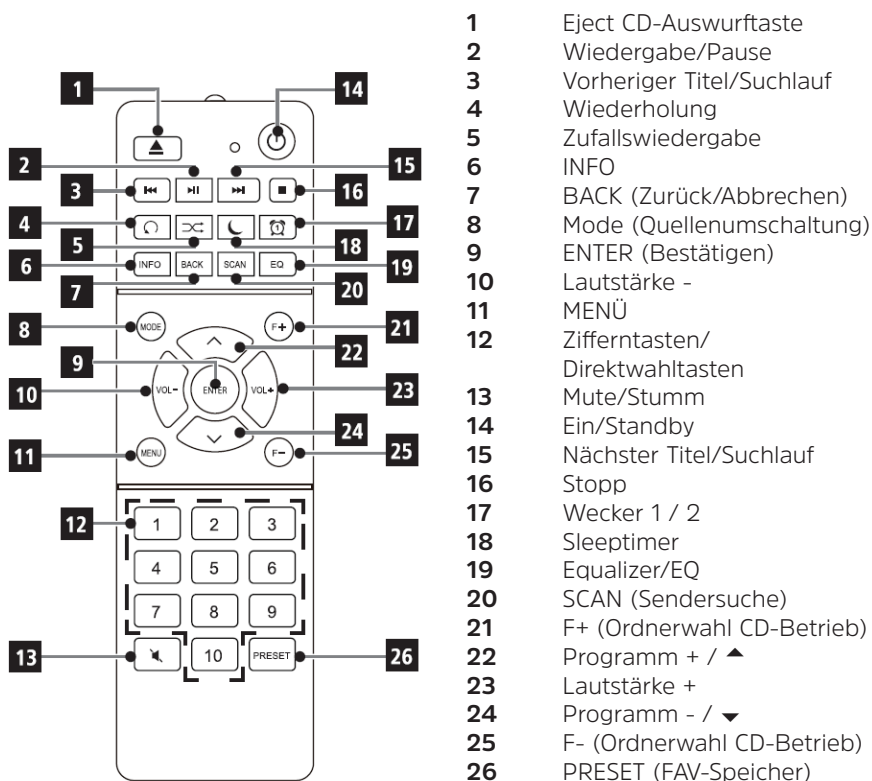 1 14
2 15
3 16
4 17
5 18
6 INFO BACK SCAN EQ 19
7 20
8 MODE F+ 21
22
9
10 VOL- ENTER VOL+ 23
24
11 MENU F- 25
12 1 2 3
4 5 6
7 8 9
13 10 PRESET 26
1 Eject CD-Auswurftaste
2 Wiedergabe/Pause
3 Vorheriger Titel/Suchlauf
4 Wiederholung
5 Zufallswiedergabe
6 INFO
7 BACK (Zurück/Abbrechen)
8 Mode (Quellenumschaltung)
9 ENTER (Bestätigen)
10 Lautstärke -
11 MENÜ
12 Zifferntasten/
Direktwahltasten
13 Mute/Stumm
14 Ein/Standby
15 Nächster Titel/Suchlauf
16 Stopp
17 Wecker 1 / 2
18 Sleeptimer
19 Equalizer/EQ
20 SCAN (Sendersuche)
21 F+ (Ordnerwahl CD-Betrieb)
22 Programm + / ▲
23 Lautstärke +
24 Programm - / ▼
25 F- (Ordnerwahl CD-Betrieb)
26 PRESET (FAV-Speicher)